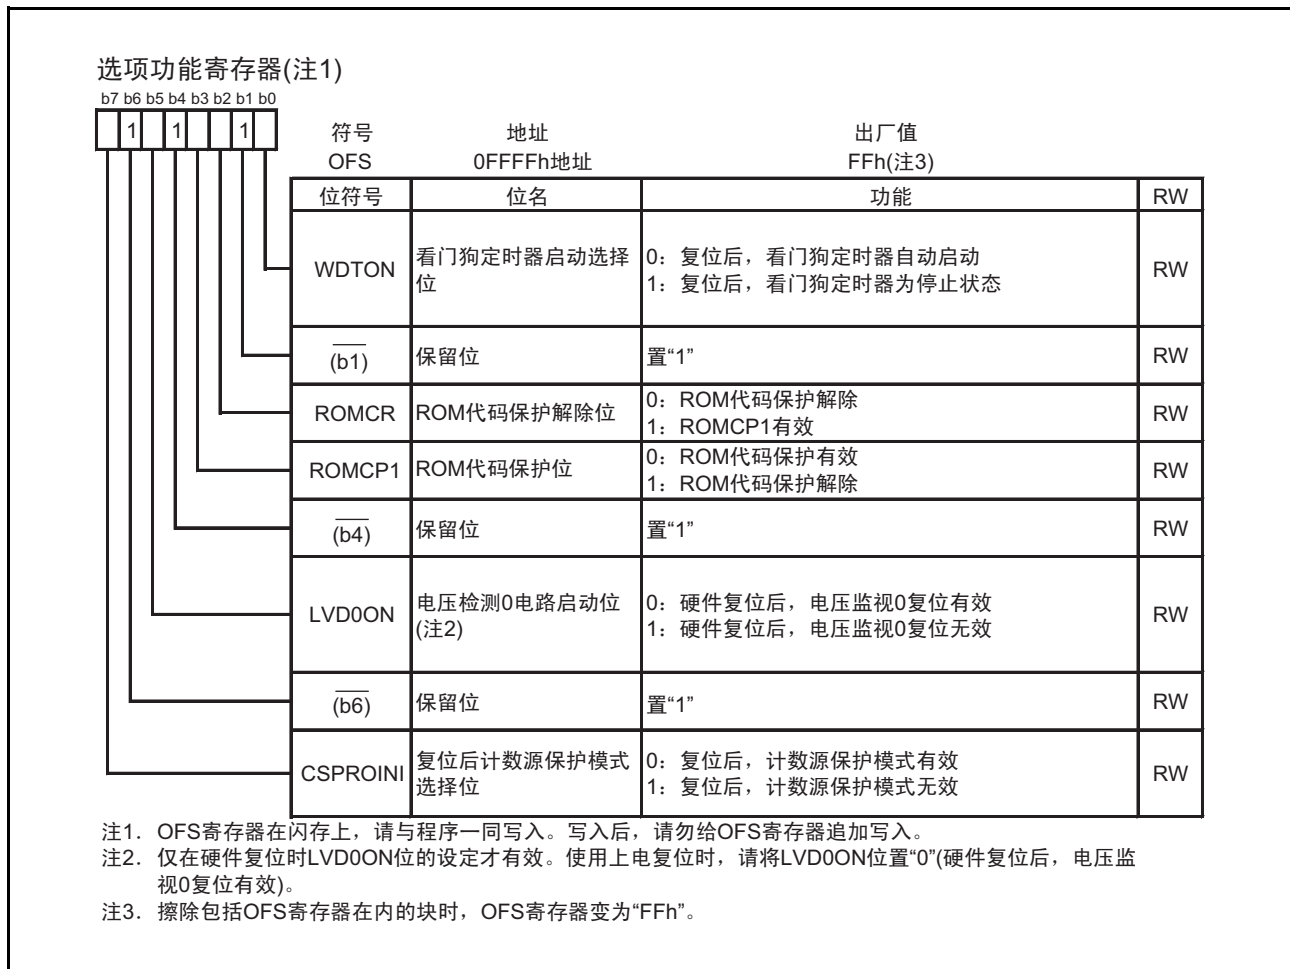 选项功能寄存器(注1)
b7 b6 b5 b4 b3 b2 b1 b0
1 1 1
符号 地址 出厂值
OFS 0FFFFh地址 FFh(注3)
位符号 位名 功能 RW
WDTON 看门狗定时器启动选择位 0：复位后，看门狗定时器自动启动 RW
1：复位后，看门狗定时器为停止状态
(b1) 保留位 置“1” RW
ROMCR ROM代码保护解除位 0：ROM代码保护解除 RW
1：ROMCP1有效
ROMCP1 ROM代码保护位 0：ROM代码保护有效 RW
1：ROM代码保护解除
(b4) 保留位 置“1” RW
LVD0ON 电压检测0电路启动位(注2) 0：硬件复位后，电压监视0复位有效 RW
1：硬件复位后，电压监视0复位无效
(b6) 保留位 置“1” RW
CSPROINI 复位后计数源保护模式选择位 0：复位后，计数源保护模式有效 RW
1：复位后，计数源保护模式无效
注1. OFS寄存器在闪存上，请与程序一同写入。写入后，请勿给OFS寄存器追加写入。
注2. 仅在硬件复位时LVD0ON位的设定才有效。使用上电复位时，请将LVD0ON位置“0”(硬件复位后，电压监
视0复位有效)。
注3. 擦除包括OFS寄存器在内的块时，OFS寄存器变为“FFh”。